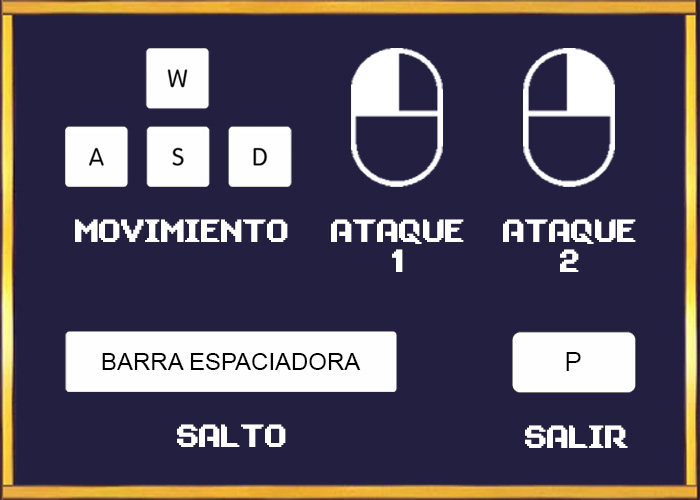 W
A S D
MOVIMIENTO
ATAQUE
1
ATAQUE
2
BARRA ESPACIADORA
P
SALTO
SALIR